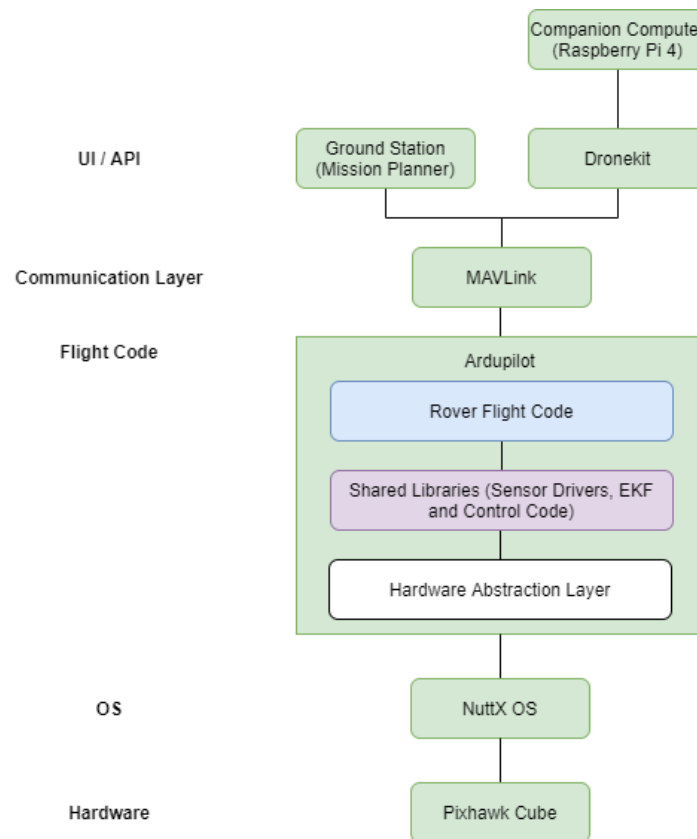 Companion Compute
(Raspberry Pi 4)
UI / API
Ground Station
(Mission Planner)
Dronekit
Communication Layer
MAVLink
Flight Code
Ardupilot
Rover Flight Code
Shared Libraries (Sensor Drivers, EKF
and Control Code)
Hardware Abstraction Layer
OS
NuttX OS
Hardware
Pixhawk Cube